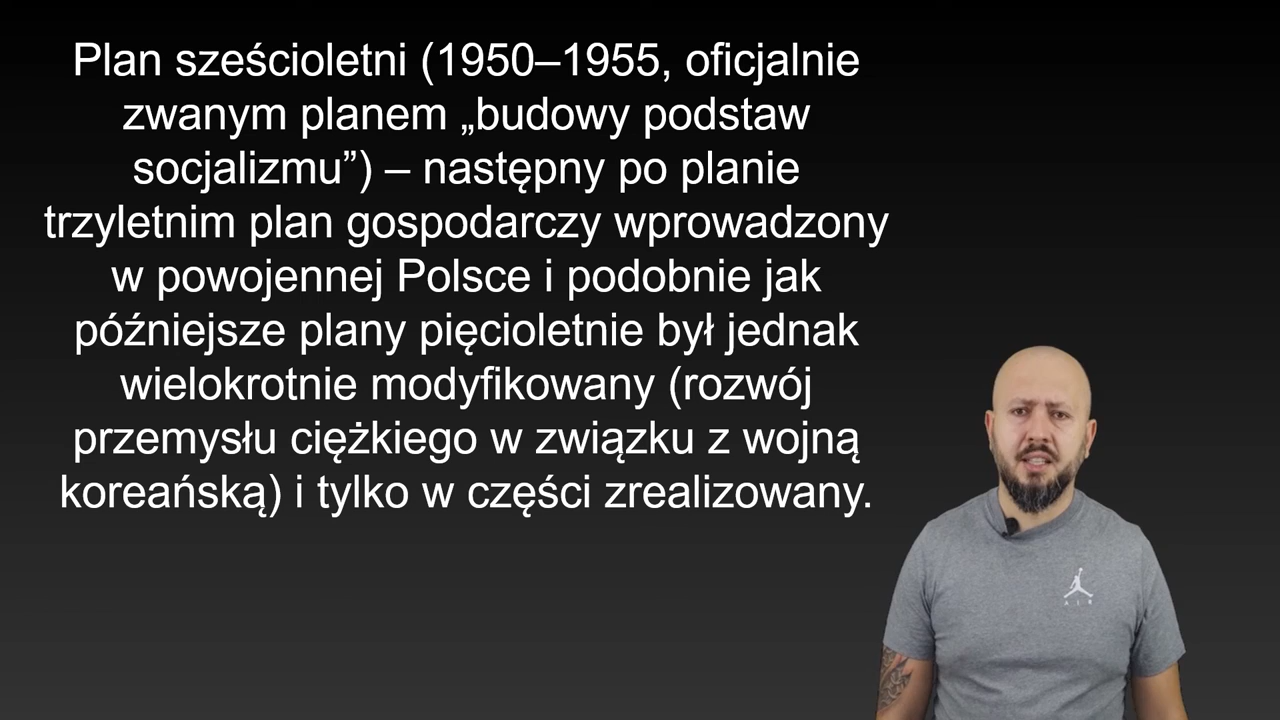 Plan sześcioletni (1950–1955, oficjalnie
zwanym planem „budowy podstaw
socjalizmu”) – następny po planie
trzyletnim plan gospodarczy wprowadzony
w powojennej Polsce i podobnie jak
późniejsze plany pięcioletnie był jednak
wielokrotnie modyfikowany (rozwój
przemysłu ciężkiego w związku z wojną
koreańską) i tylko w części zrealizowany.
AIR